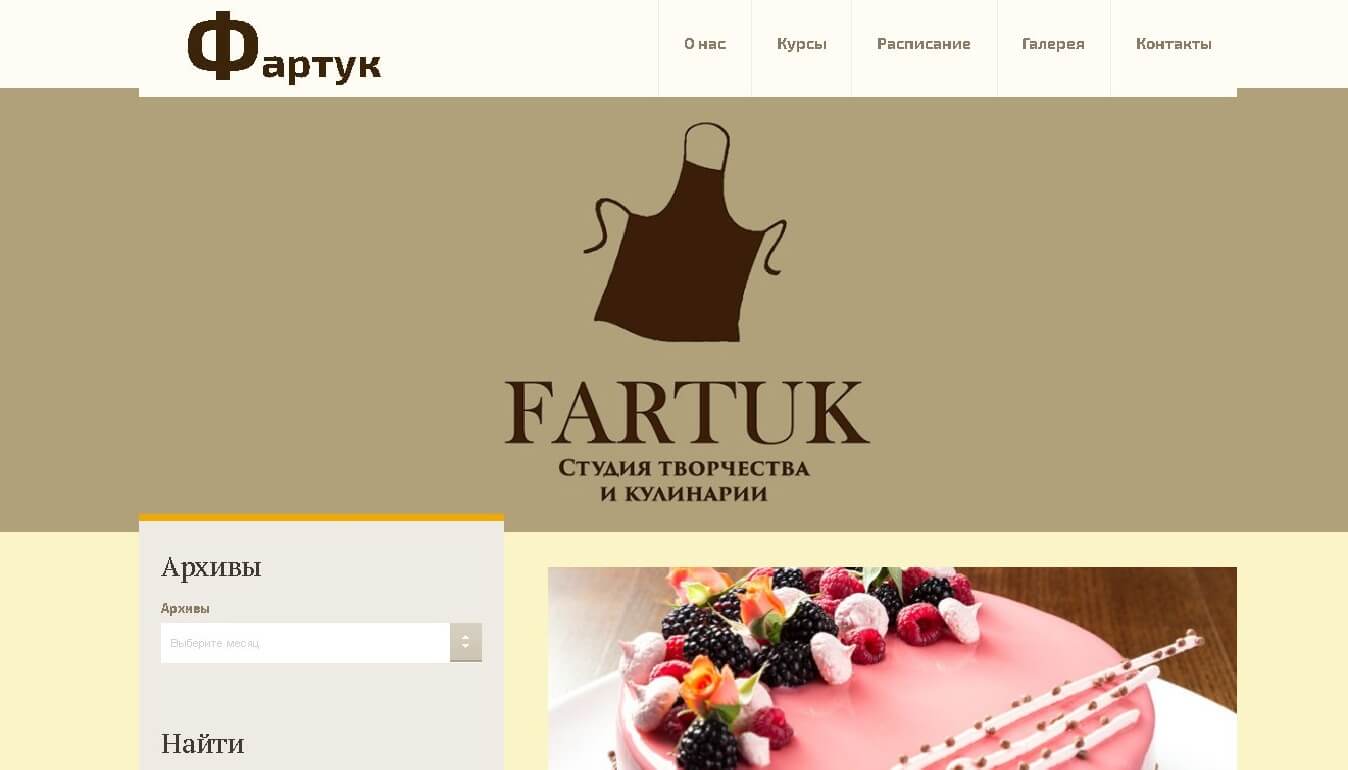 Фартук
О нас
Курсы
Расписание
Галерея
Контакты
FARTUK
Студия творчества
и кулинарии
Архивы
Архивы
Выберите месяц
Найти